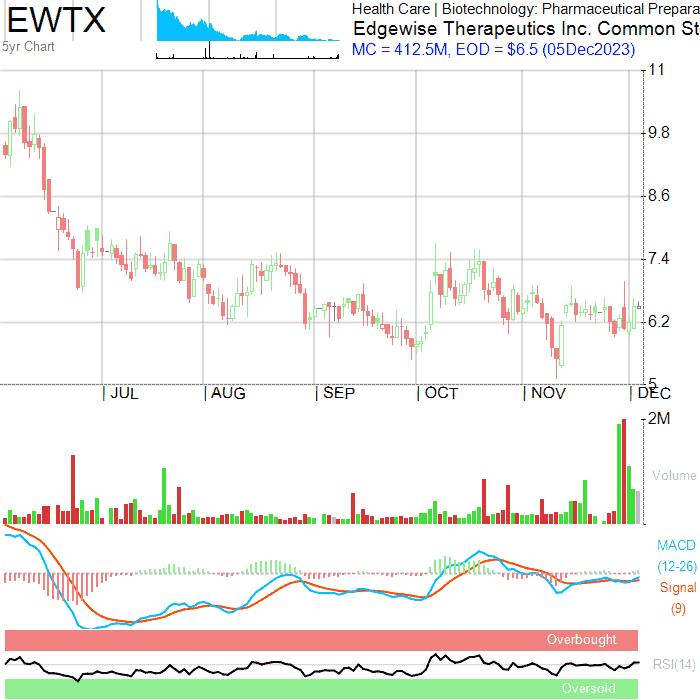 EWTX
5yr Chart
Health Care | Biotechnology: Pharmaceutical Prepara
Edgewise Therapeutics Inc. Common St
MC = 412.5M, EOD = $6.5 (05Dec2023)
11
9.8
8.6
7.4
6.2
5
| JUL | AUG | SEP | OCT | NOV | DEC
2M
Volume
MACD
(12-26)
Signal
(9)
Overbought
RSI(14)
Oversold